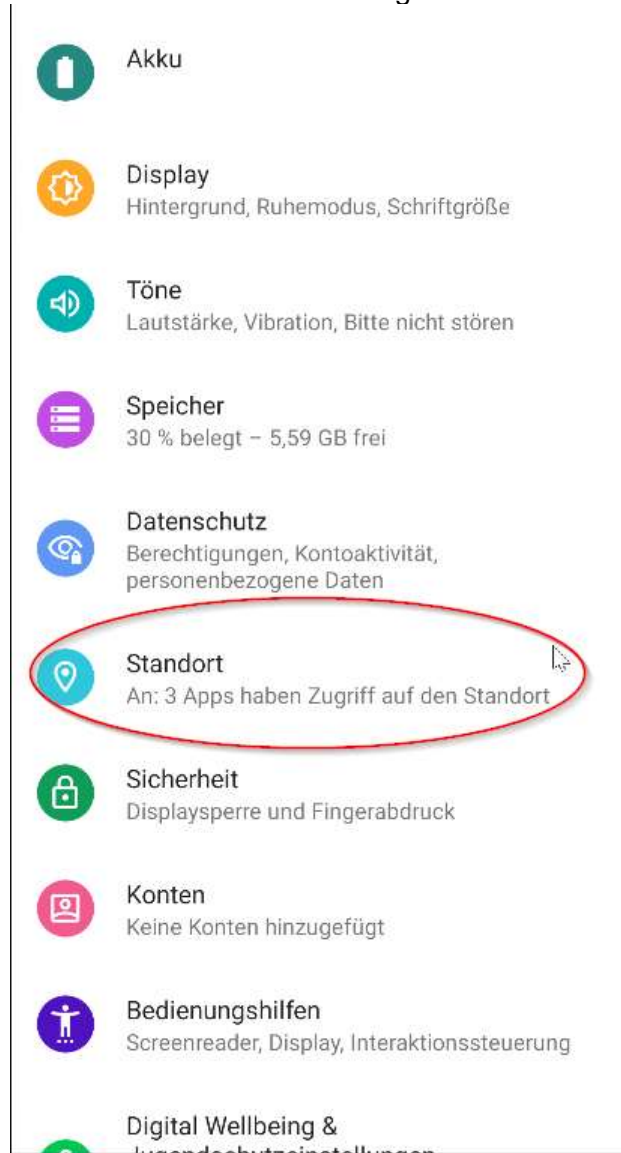 Akku
Display
Hintergrund, Ruhemodus, Schriftgröße
Töne
Lautstärke, Vibration, Bitte nicht stören
Speicher
30 % belegt – 5,59 GB frei
Datenschutz
Berechtigungen, Kontoaktivität,
personenbezogene Daten
Standort
An: 3 Apps haben Zugriff auf den Standort
Sicherheit
Displaysperre und Fingerabdruck
Konten
Keine Konten hinzugefügt
Bedienungshilfen
Screenreader, Display, Interaktionssteuerung
Digital Wellbeing &
Jugendschutzeinstellungen